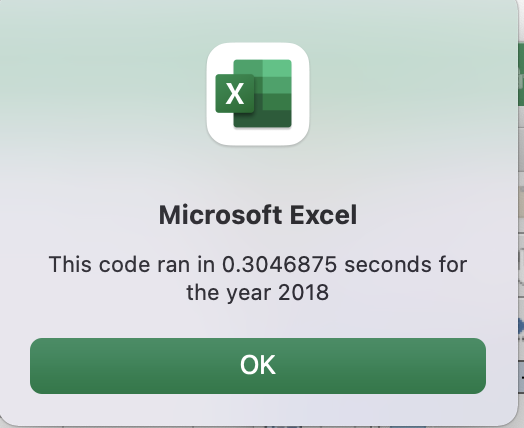 X
Microsoft Excel
This code ran in 0.3046875 seconds for
the year 2018
OK